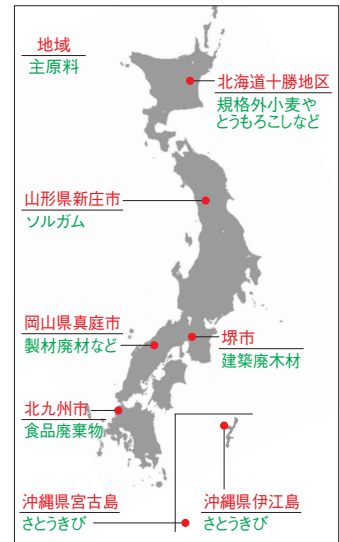 地域
主原料
北海道十勝地区
規格外小麦や
とうもろこしなど
山形県新庄市
ソルガム
岡山県真庭市
製材廃材など
堺市
建築廃木材
北九州市
食品廃棄物
沖縄県宮古島
さとうきび
沖縄県伊江島
さとうきび